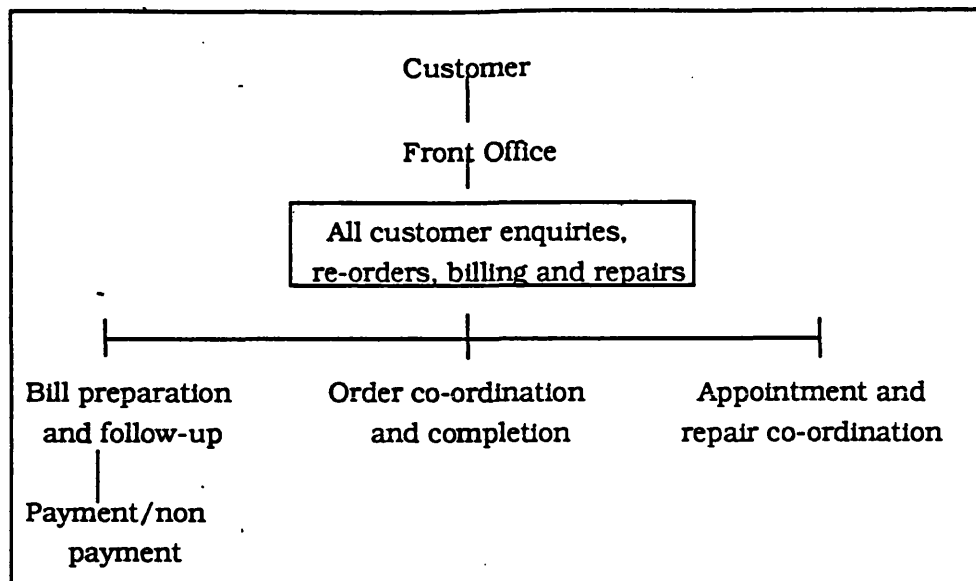 Customer
Front Office
All customer enquiries,
re-orders, billing and repairs
Bill preparation
and follow-up
Order co-ordination
and completion
Appointment and
repair co-ordination
Payment/non
payment